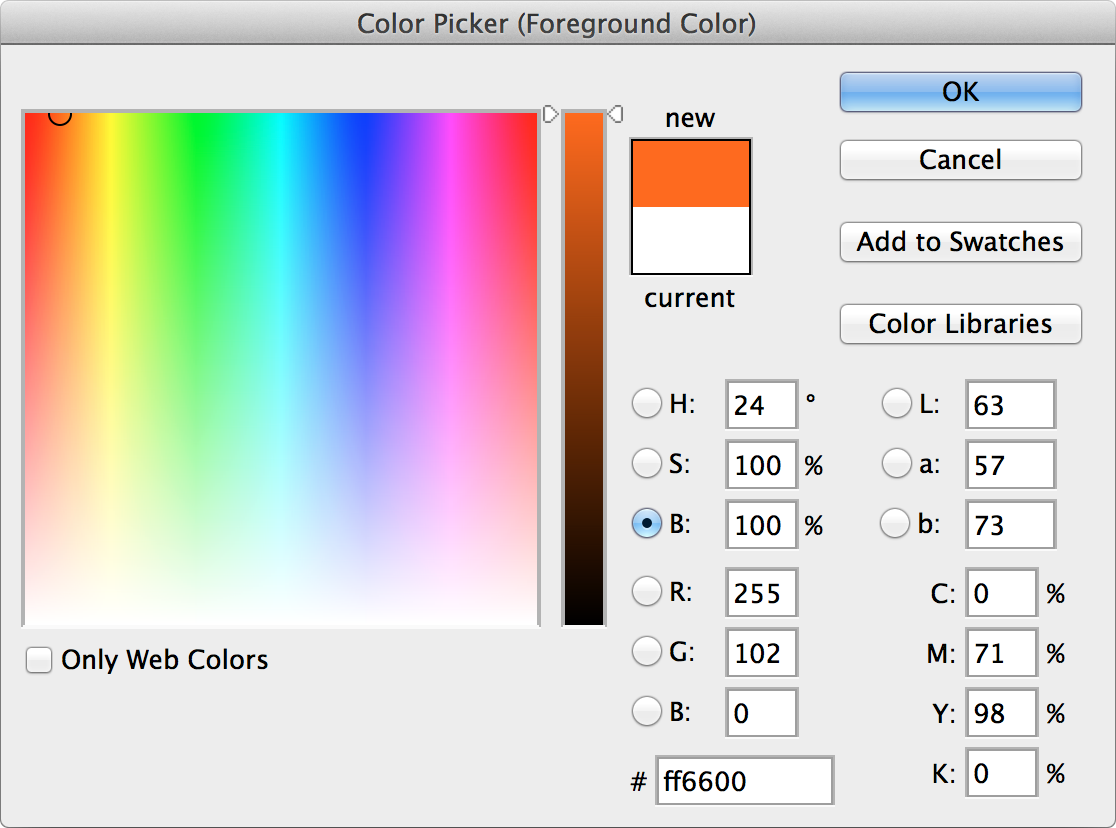 Color Picker (Foreground Color)
new
current
OK
Cancel
Add to Swatches
Color Libraries
H: 24 °
S: 100 %
B: 100 %
R: 255
G: 102
B: 0
# ff6600
L: 63
a: 57
b: 73
C: 0 %
M: 71 %
Y: 98 %
K: 0 %
Only Web Colors